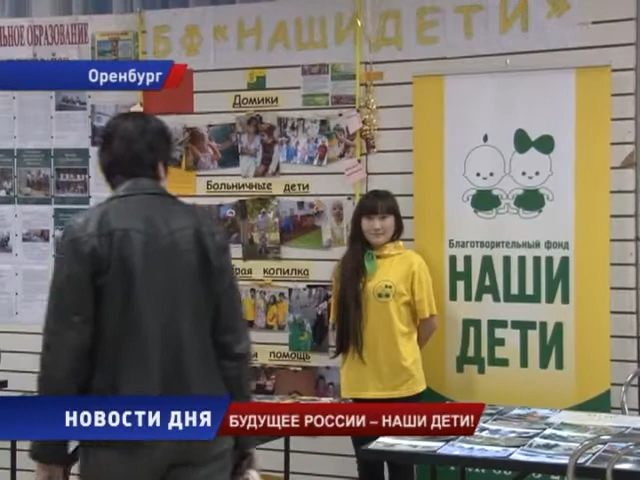 ЬНОЕ ОБРАЗОВАНИЕ
БФ «НАШИ ДЕТИ»
Оренбург
Домики
Больничные дети
рая копилка
помощь
Благотворительный фонд
НАШИ
ДЕТИ
НОВОСТИ ДНЯ
БУДУЩЕЕ РОССИИ – НАШИ ДЕТИ!